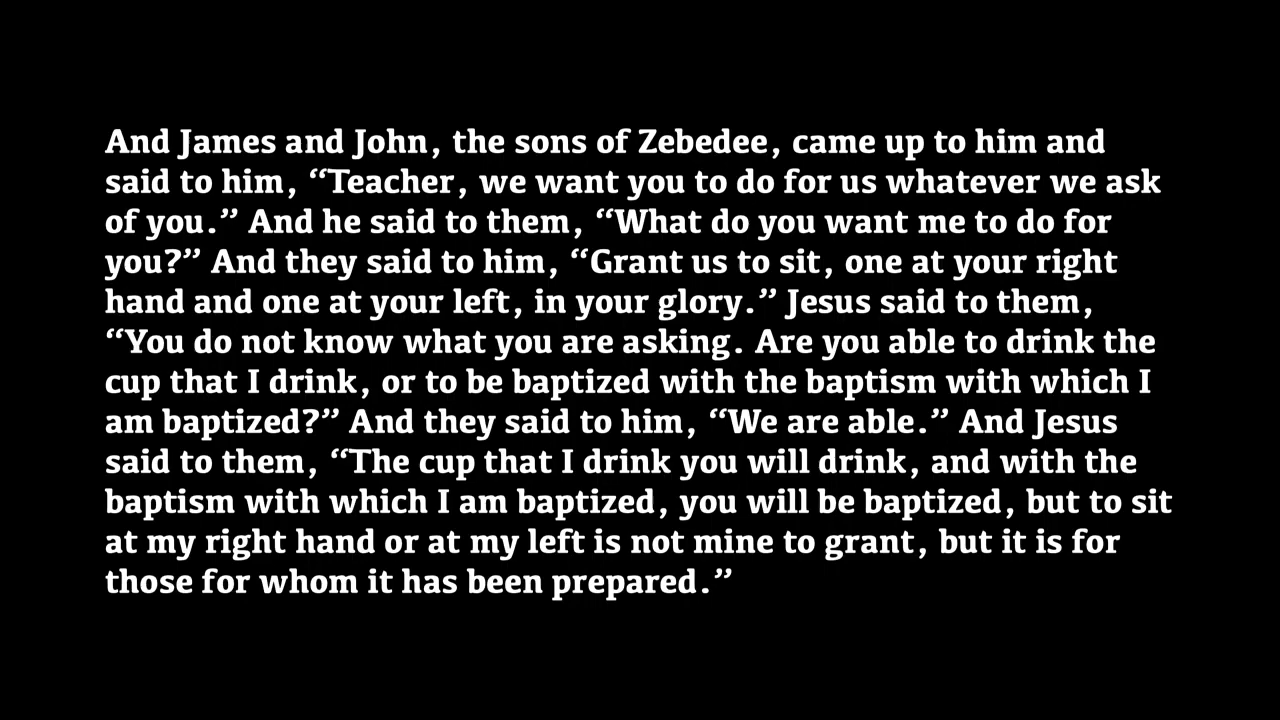 And James and John, the sons of Zebedee, came up to him and
said to him, “Teacher, we want you to do for us whatever we ask
of you.” And he said to them, “What do you want me to do for
you?” And they said to him, “Grant us to sit, one at your right
hand and one at your left, in your glory.” Jesus said to them,
“You do not know what you are asking. Are you able to drink the
cup that I drink, or to be baptized with the baptism with which I
am baptized?” And they said to him, “We are able.” And Jesus
said to them, “The cup that I drink you will drink, and with the
baptism with which I am baptized, you will be baptized, but to sit
at my right hand or at my left is not mine to grant, but it is for
those for whom it has been prepared.”